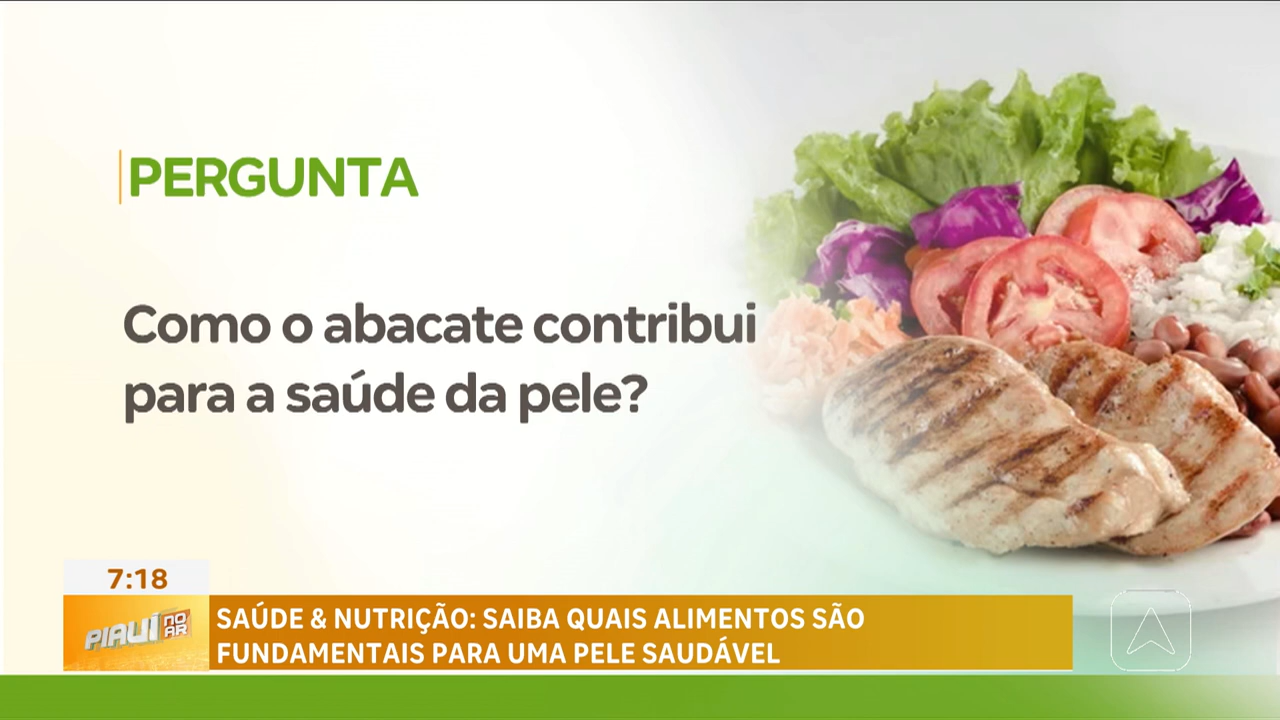 PERGUNTA
Como o abacate contribui
para a saúde da pele?
7:18
PIAUÍ NO AR
SAÚDE & NUTRIÇÃO: SAIBA QUAIS ALIMENTOS SÃO
FUNDAMENTAIS PARA UMA PELE SAUDÁVEL